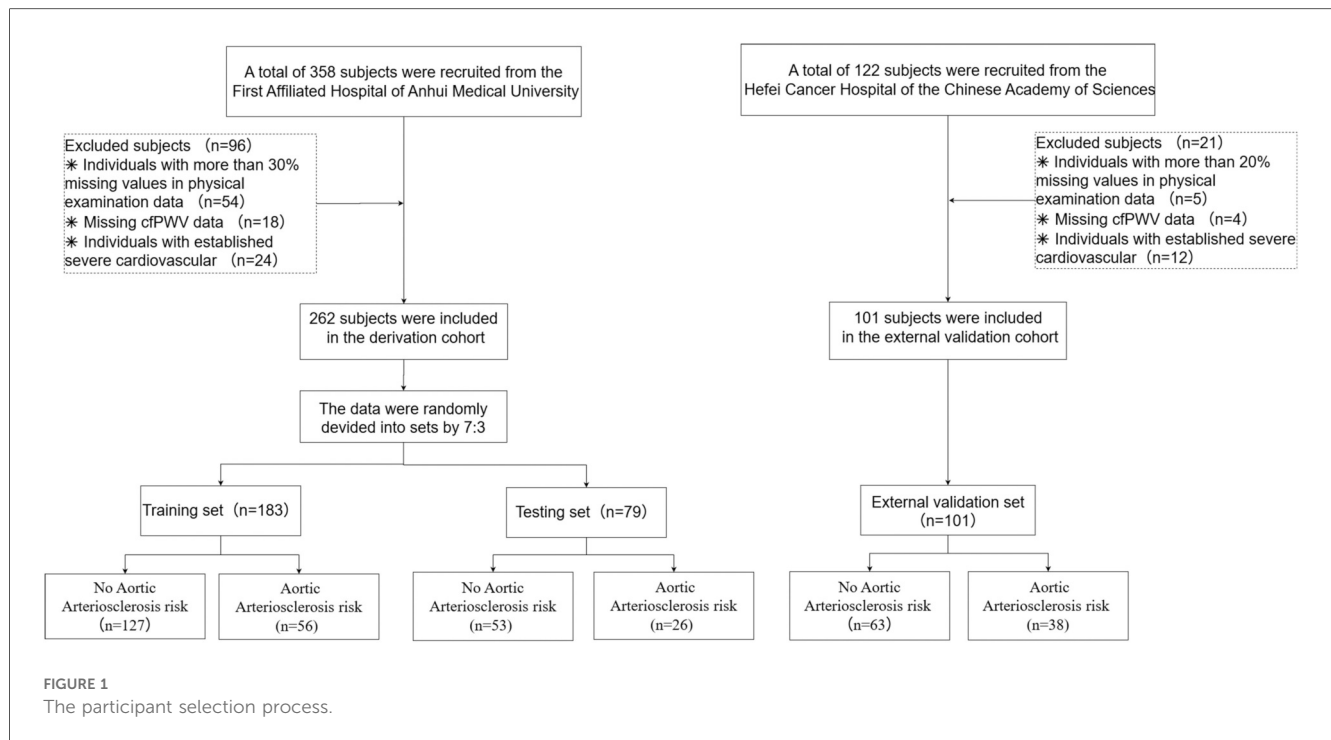 A total of 358 subjects were recruited from the
First Affiliated Hospital of Anhui Medical University
Excluded subjects （n=96)
✳ Individuals with more than 30%
missing values in physical
examination data
(n=54)
✳ Missing cfPWV data （n=18)
✳ Individuals with established
severe cardiovascular (n=24)
262 subjects were included
in the derivation cohort
The data were randomly
devided into sets by 7:3
Training set （n=183)
Testing set （n=79)
No Aortic
Arteriosclerosis risk
（n=127)
Aortic
Arteriosclerosis risk
(n=56)
No Aortic
Arteriosclerosis risk
(n=53)
Aortic
Arteriosclerosis risk
(n=26)
A total of 122 subjects were recruited from the
Hefei Cancer Hospital of the Chinese Academy of Sciences
Excluded subjects （n=21)
✳ Individuals with more than 20%
missing values in physical examination
data （n=5)
✳ Missing cfPWV data （n=4)
✳ Individuals with established severe
cardiovascular （n=12)
101 subjects were included
in the external validation cohort
External validation set
（n=101)
No Aortic
Arteriosclerosis risk
（n=63)
Aortic
Arteriosclerosis risk
(n=38)
FIGURE 1
The participant selection process.